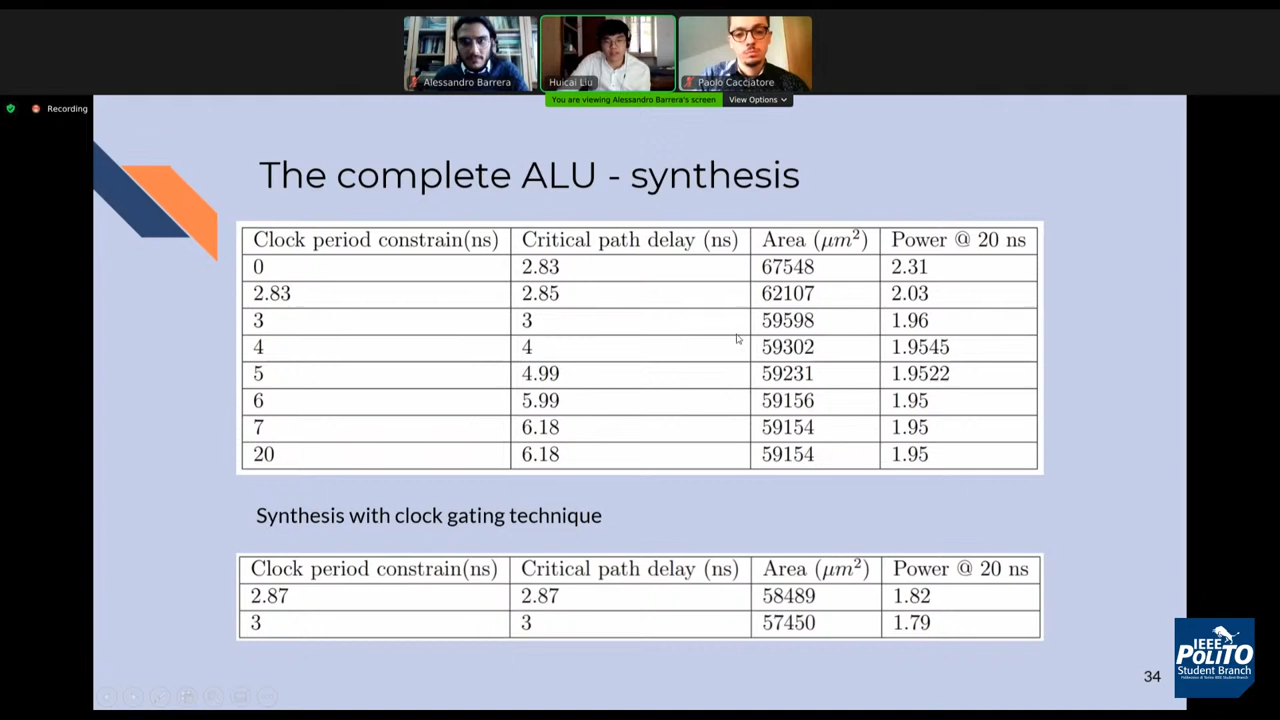 Alessandro Barrera
Huicai Liu
Paolo Cacciatore
You are viewing Alessandro Barrera's screen
View Options
Recording
The complete ALU - synthesis
Clock period constrain(ns) Critical path delay (ns) Area (μm²) Power @ 20 ns
0 2.83 67548 2.31
2.83 2.85 62107 2.03
3 3 59598 1.96
4 4 59302 1.9545
5 4.99 59231 1.9522
6 5.99 59156 1.95
7 6.18 59154 1.95
20 6.18 59154 1.95
Synthesis with clock gating technique
Clock period constrain(ns) Critical path delay (ns) Area (μm²) Power @ 20 ns
2.87 2.87 58489 1.82
3 3 57450 1.79
34
IEEE
POLITO
Student Branch
Politecnico di Torino IEEE Student Branch